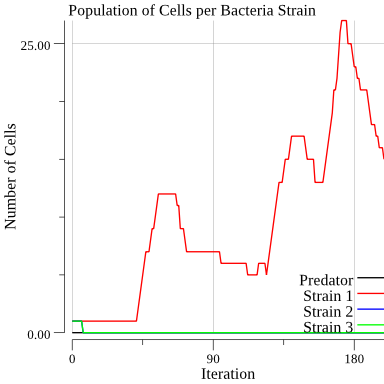 Population of Cells per Bacteria Strain
25.00
Number of Cells
Predator
Strain 1
Strain 2
Strain 3
0.00
0 90 180
Iteration